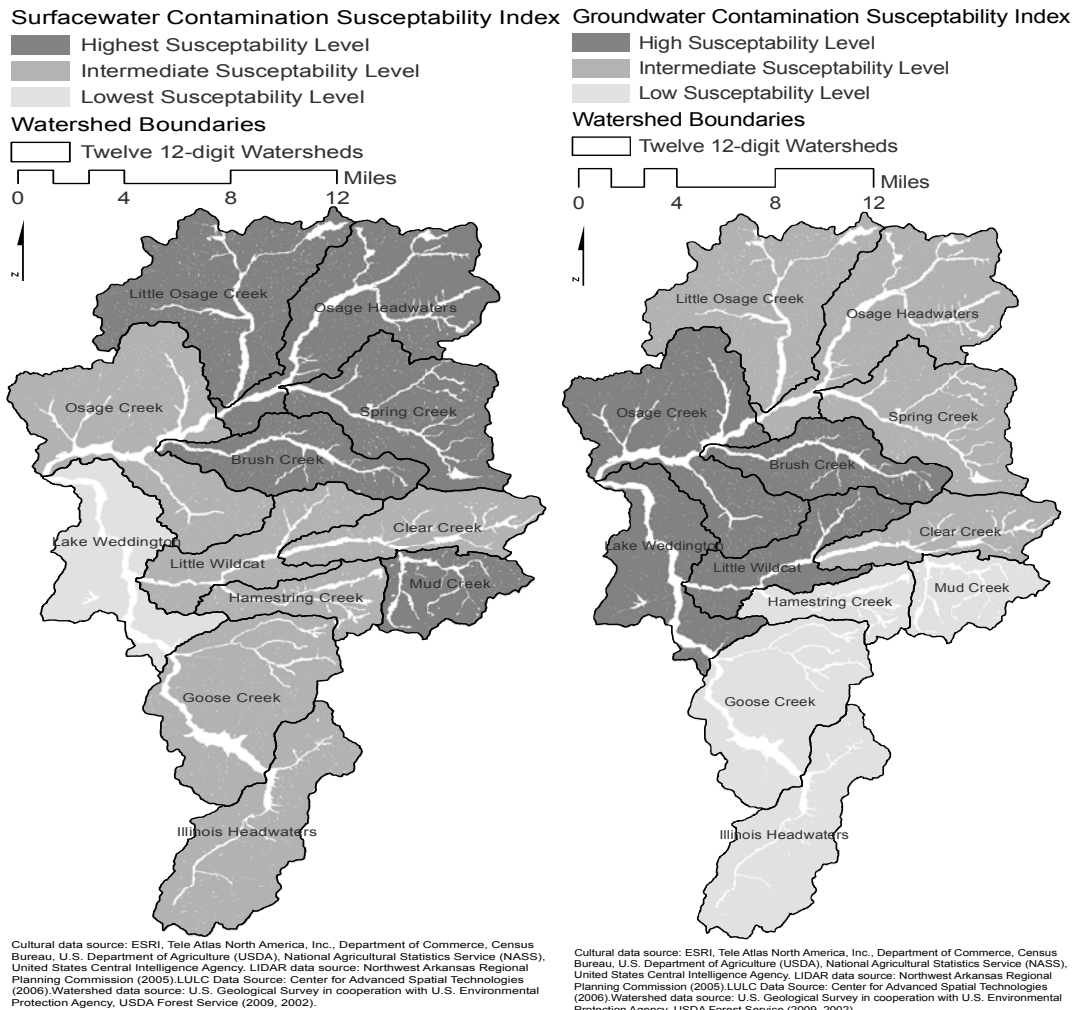 Surfacewater Contamination Susceptibility Index
Highest Susceptability Level
Intermediate Susceptability Level
Lowest Susceptability Level
Watershed Boundaries
Twelve 12-digit Watersheds
Miles
0 4 8 12
N
Little Osage Creek
Osage Headwaters
Osage Creek
Spring Creek
Brush Creek
Clear Creek
Lake Weddington
Little Wildcat
Mud Creek
Hamestring Creek
Goose Creek
Illinois Headwaters
Cultural data source: ESRI, Tele Atlas North America, Inc., Department of Commerce, Census
Bureau, U.S. Department of Agriculture (USDA), National Agricultural Statistics Service (NASS),
United States Central Intelligence Agency. LIDAR data source: Northwest Arkansas Regional
Planning Commission (2005).LULC Data Source: Center for Advanced Spatial Technologies
(2006).Watershed data source: U.S. Geological Survey in cooperation with U.S. Environmental
Protection Agency, USDA Forest Service (2009, 2002).
Groundwater Contamination Susceptibility Index
High Susceptability Level
Intermediate Susceptability Level
Low Susceptability Level
Watershed Boundaries
Twelve 12-digit Watersheds
Miles
0 4 8 12
N
Little Osage Creek
Osage Headwaters
Osage Creek
Spring Creek
Brush Creek
Clear Creek
Lake Weddington
Little Wildcat
Mud Creek
Hamestring Creek
Goose Creek
Illinois Headwaters
Cultural data source: ESRI, Tele Atlas North America, Inc., Department of Commerce, Census
Bureau, U.S. Department of Agriculture (USDA), National Agricultural Statistics Service (NASS),
United States Central Intelligence Agency. LIDAR data source: Northwest Arkansas Regional
Planning Commission (2005).LULC Data Source: Center for Advanced Spatial Technologies
(2006).Watershed data source: U.S. Geological Survey in cooperation with U.S. Environmental
Protection Agency, USDA Forest Service (2009, 2002).